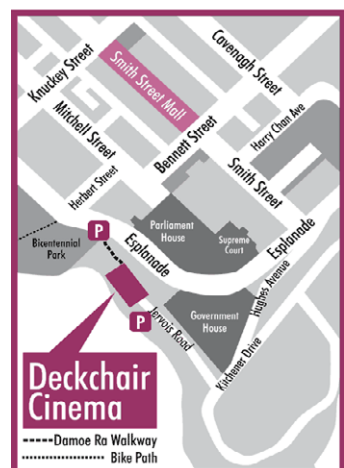 Cavenagh Street
Knuckey Street
Smith Street Mall
Mitchell Street
Harry Chan Ave
Bennett Street
Smith Street
Herbert Street
P
Parliament
House
Supreme
Court
Esplanade
Bicentennial
Park
Esplanade
Hughes Avenue
Government
House
P
Jervois Road
Kitchener Drive
Deckchair
Cinema
Damoe Ra Walkway
Bike Path